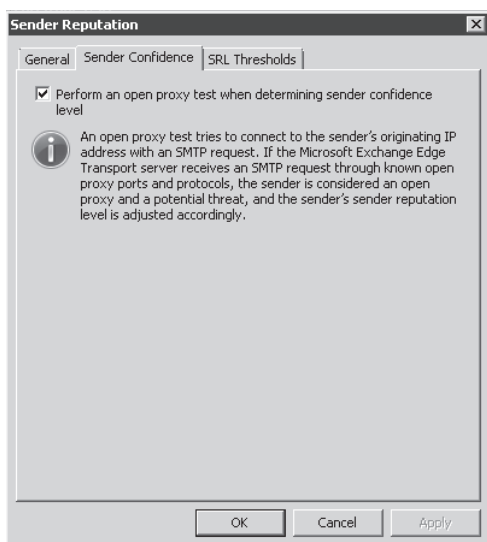 Sender Reputation
General Sender Confidence SRL Thresholds
Perform an open proxy test when determining sender confidence
level
An open proxy test tries to connect to the sender's originating IP
address with an SMTP request. If the Microsoft Exchange Edge
Transport server receives an SMTP request through known open
proxy ports and protocols, the sender is considered an open
proxy and a potential threat, and the sender's sender reputation
level is adjusted accordingly.
OK Cancel Apply